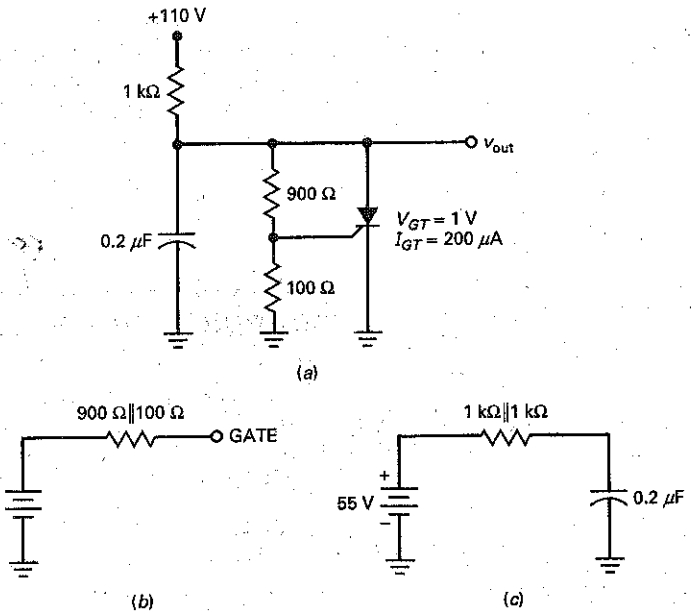 +110 V
1 kΩ
v_out
900 Ω
V_GT = 1 V
0.2 μF
I_GT = 200 μA
100 Ω
(a)
900 Ω||100 Ω
GATE
1 kΩ||1 kΩ
+
55 V
0.2 μF
−
(b)
(c)